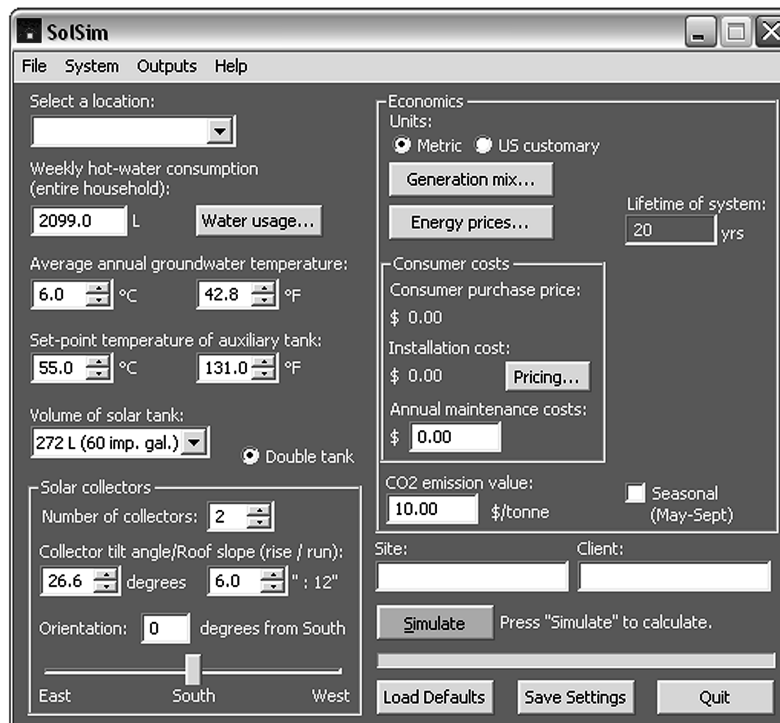 SolSim
File System Outputs Help
Select a location:
Weekly hot-water consumption
(entire household):
2099.0 L Water usage...
Average annual groundwater temperature:
6.0 °C 42.8 °F
Set-point temperature of auxiliary tank:
55.0 °C 131.0 °F
Volume of solar tank:
272 L (60 imp. gal.) Double tank
Solar collectors
Number of collectors: 2
Collector tilt angle/Roof slope (rise / run):
26.6 degrees 6.0 " : 12"
Orientation: 0 degrees from South
East South West
Economics
Units:
Metric US customary
Generation mix...
Energy prices...
Lifetime of system:
20 yrs
Consumer costs
Consumer purchase price:
$ 0.00
Installation cost:
$ 0.00 Pricing...
Annual maintenance costs:
$ 0.00
CO2 emission value:
10.00 $/tonne
Seasonal
(May-Sept)
Site: Client:
Simulate Press "Simulate" to calculate.
Load Defaults Save Settings Quit